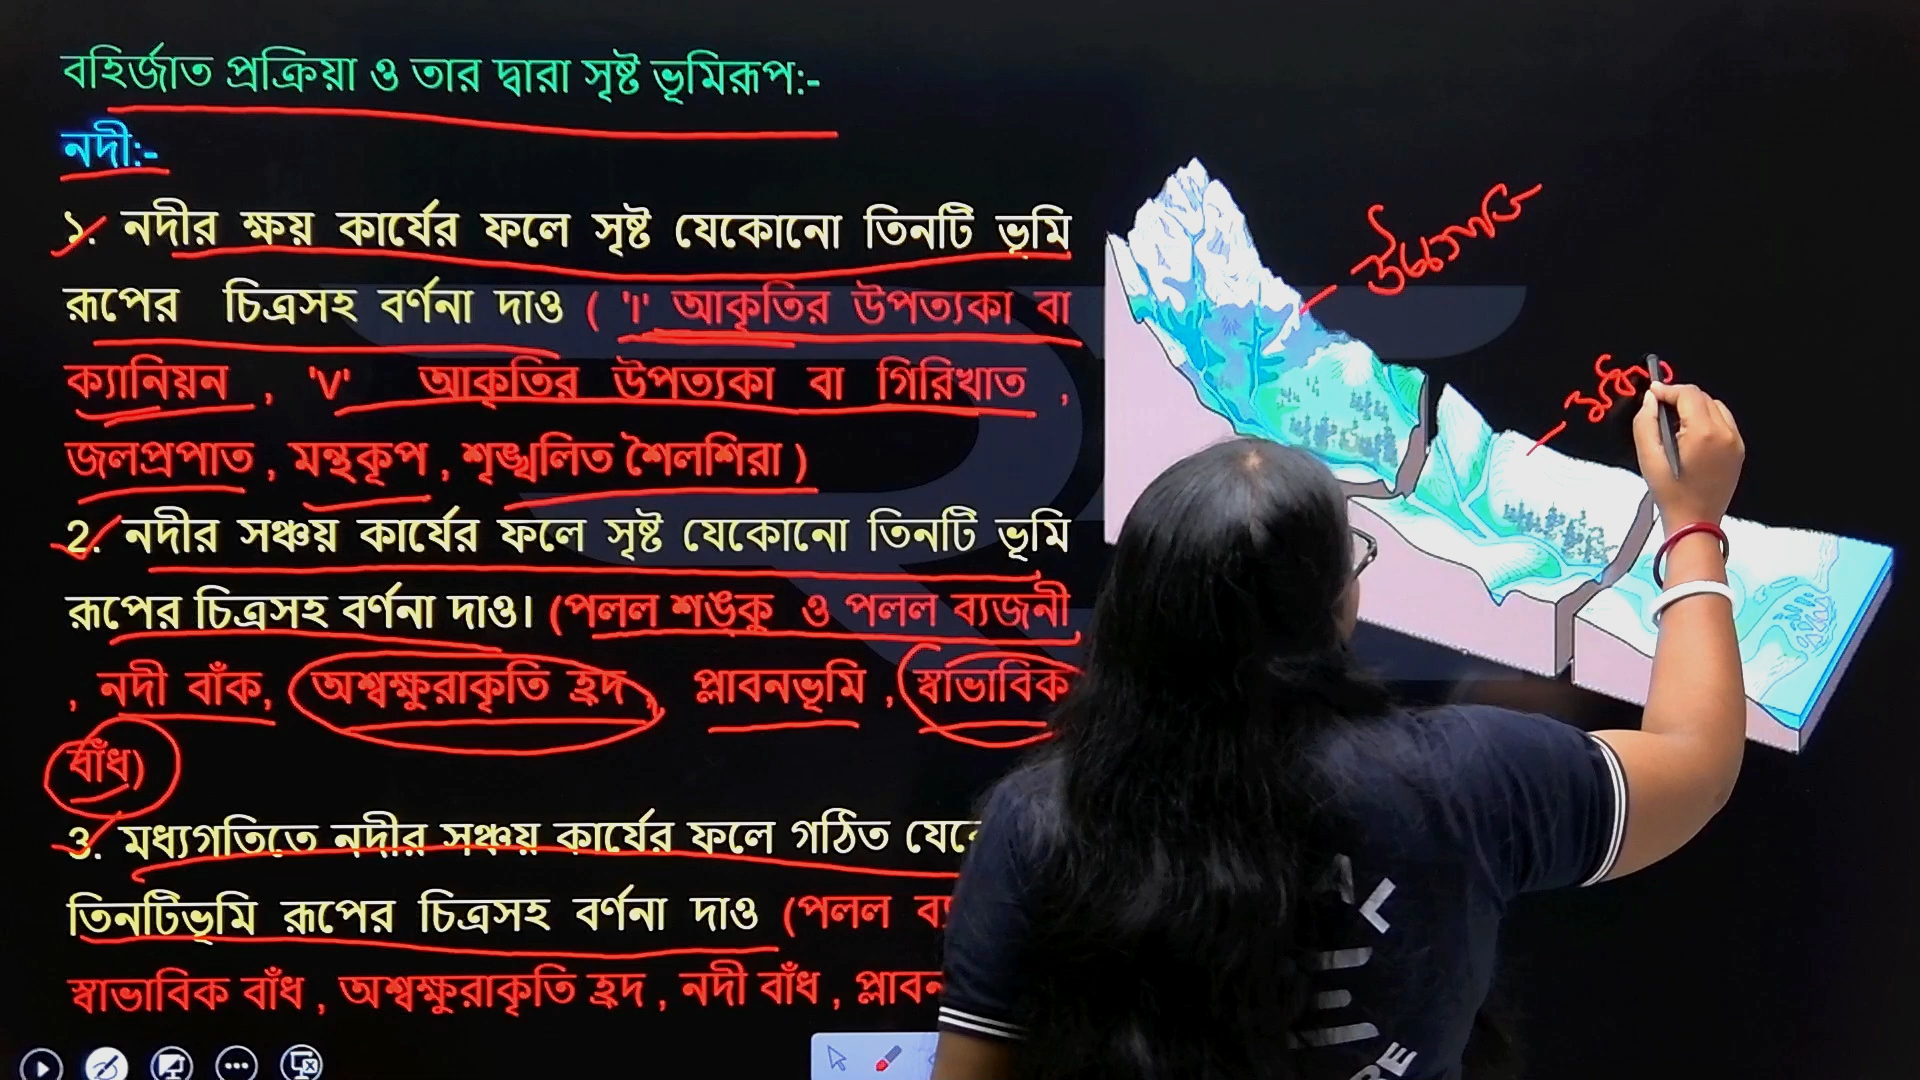 বহির্জাত প্রক্রিয়া ও তার দ্বারা সৃষ্ট ভূমিরূপ:-
নদী:-
১. নদীর ক্ষয় কার্যের ফলে সৃষ্ট যেকোনো তিনটি ভূমি
রূপের চিত্রসহ বর্ণনা দাও ( 'I' আকৃতির উপত্যকা বা
ক্যানিয়ন , 'V' আকৃতির উপত্যকা বা গিরিখাত ,
জলপ্রপাত , মন্থকূপ , শৃঙ্খলিত শৈলশিরা )
2. নদীর সঞ্চয় কার্যের ফলে সৃষ্ট যেকোনো তিনটি ভূমি
রূপের চিত্রসহ বর্ণনা দাও। (পলল শঙ্কু ও পলল ব্যজনী
, নদী বাঁক, অশ্বক্ষুরাকৃতি হ্রদ , প্লাবনভূমি , স্বাভাবিক
বাঁধ)
3. মধ্যগতিতে নদীর সঞ্চয় কার্যের ফলে গঠিত
তিনটিভূমি রূপের চিত্রসহ বর্ণনা দাও (পলল
স্বাভাবিক বাঁধ , অশ্বক্ষুরাকৃতি হ্রদ , নদী বাঁধ ,